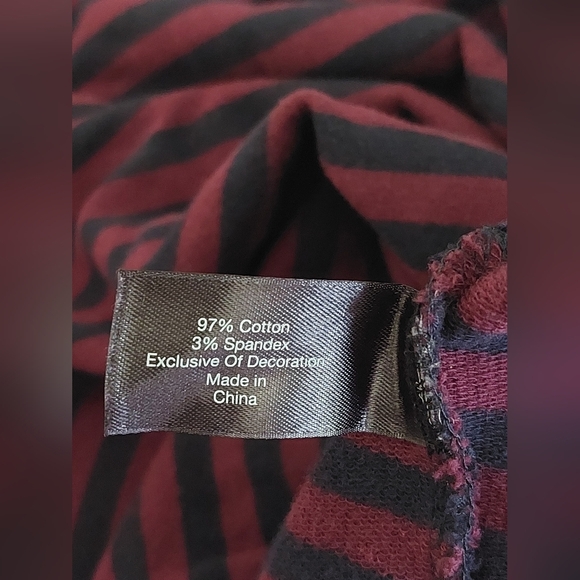 97% Cotton
3% Spandex
Exclusive Of Decoration
Made in
China